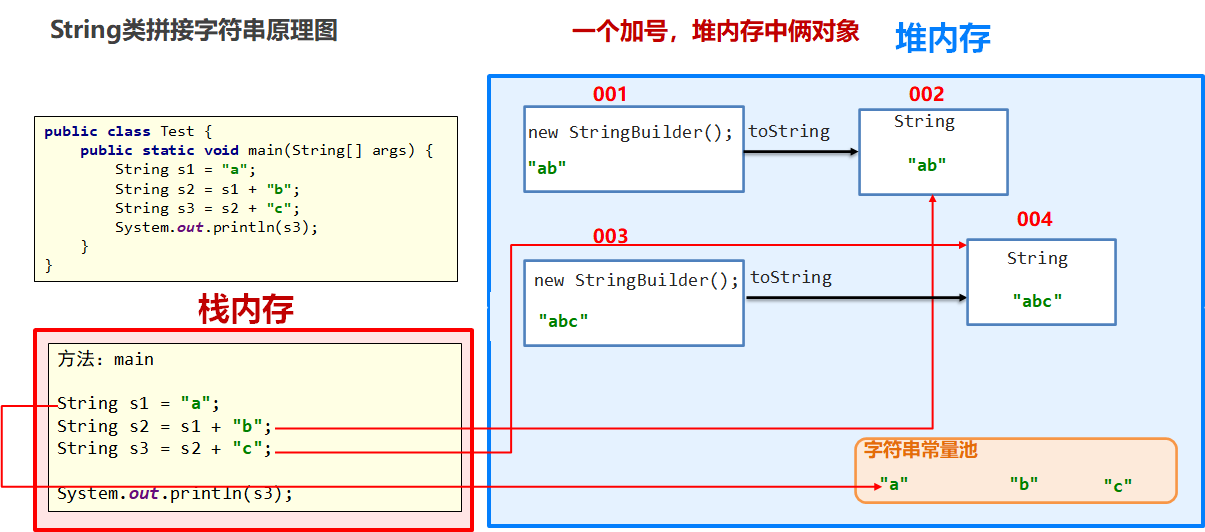 String类拼接字符串原理图
一个加号，堆内存中俩对象
堆内存
public class Test {
public static void main(String[] args) {
String s1 = "a";
String s2 = s1 + "b";
String s3 = s2 + "c";
System.out.println(s3);
}
}
栈内存
方法：main
String s1 = "a";
String s2 = s1 + "b";
String s3 = s2 + "c";
System.out.println(s3);
001
new StringBuilder();
"ab"
toString
002
String
"ab"
003
new StringBuilder();
"abc"
toString
004
String
"abc"
字符串常量池
"a" "b" "c"